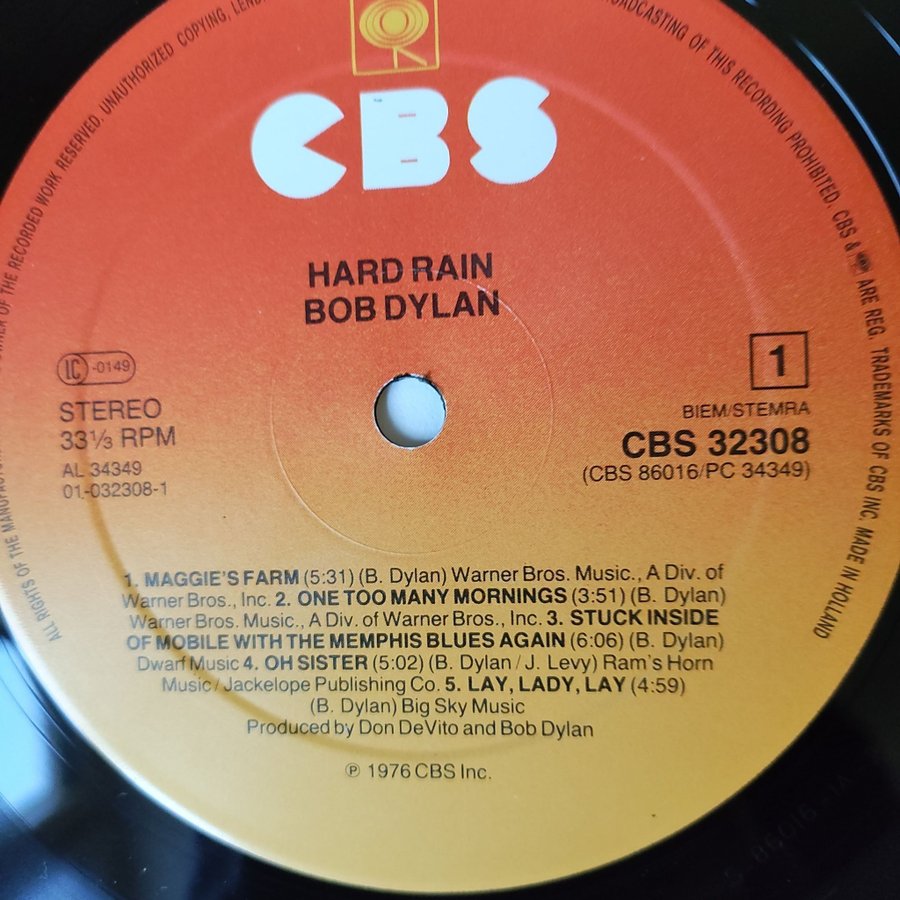 ALL RIGHTS OF THE MANUFACTURER OF THE RECORDED WORK RESERVED. UNAUTHORIZED COPYING,
BROADCASTING OF THIS RECORDING PROHIBITED. CBS & ARE REG. TRADEMARKS OF CBS INC. MADE IN HOLLAND
CBS
HARD RAIN
BOB DYLAN
LC -0149
STEREO
33⅓ RPM
AL 34349
01-032308-1
1
BIEM/STEMRA
CBS 32308
(CBS 86016/PC 34349)
1. MAGGIE'S FARM (5:31) (B. Dylan) Warner Bros. Music., A Div. of
Warner Bros., Inc. 2. ONE TOO MANY MORNINGS (3:51) (B. Dylan)
Warner Bros. Music., A Div. of Warner Bros., Inc. 3. STUCK INSIDE
OF MOBILE WITH THE MEMPHIS BLUES AGAIN (6:06) (B. Dylan)
Dwarf Music 4. OH SISTER (5:02) (B. Dylan / J. Levy) Ram's Horn
Music / Jackelope Publishing Co. 5. LAY, LADY, LAY (4:59)
(B. Dylan) Big Sky Music
Produced by Don DeVito and Bob Dylan
℗ 1976 CBS Inc.